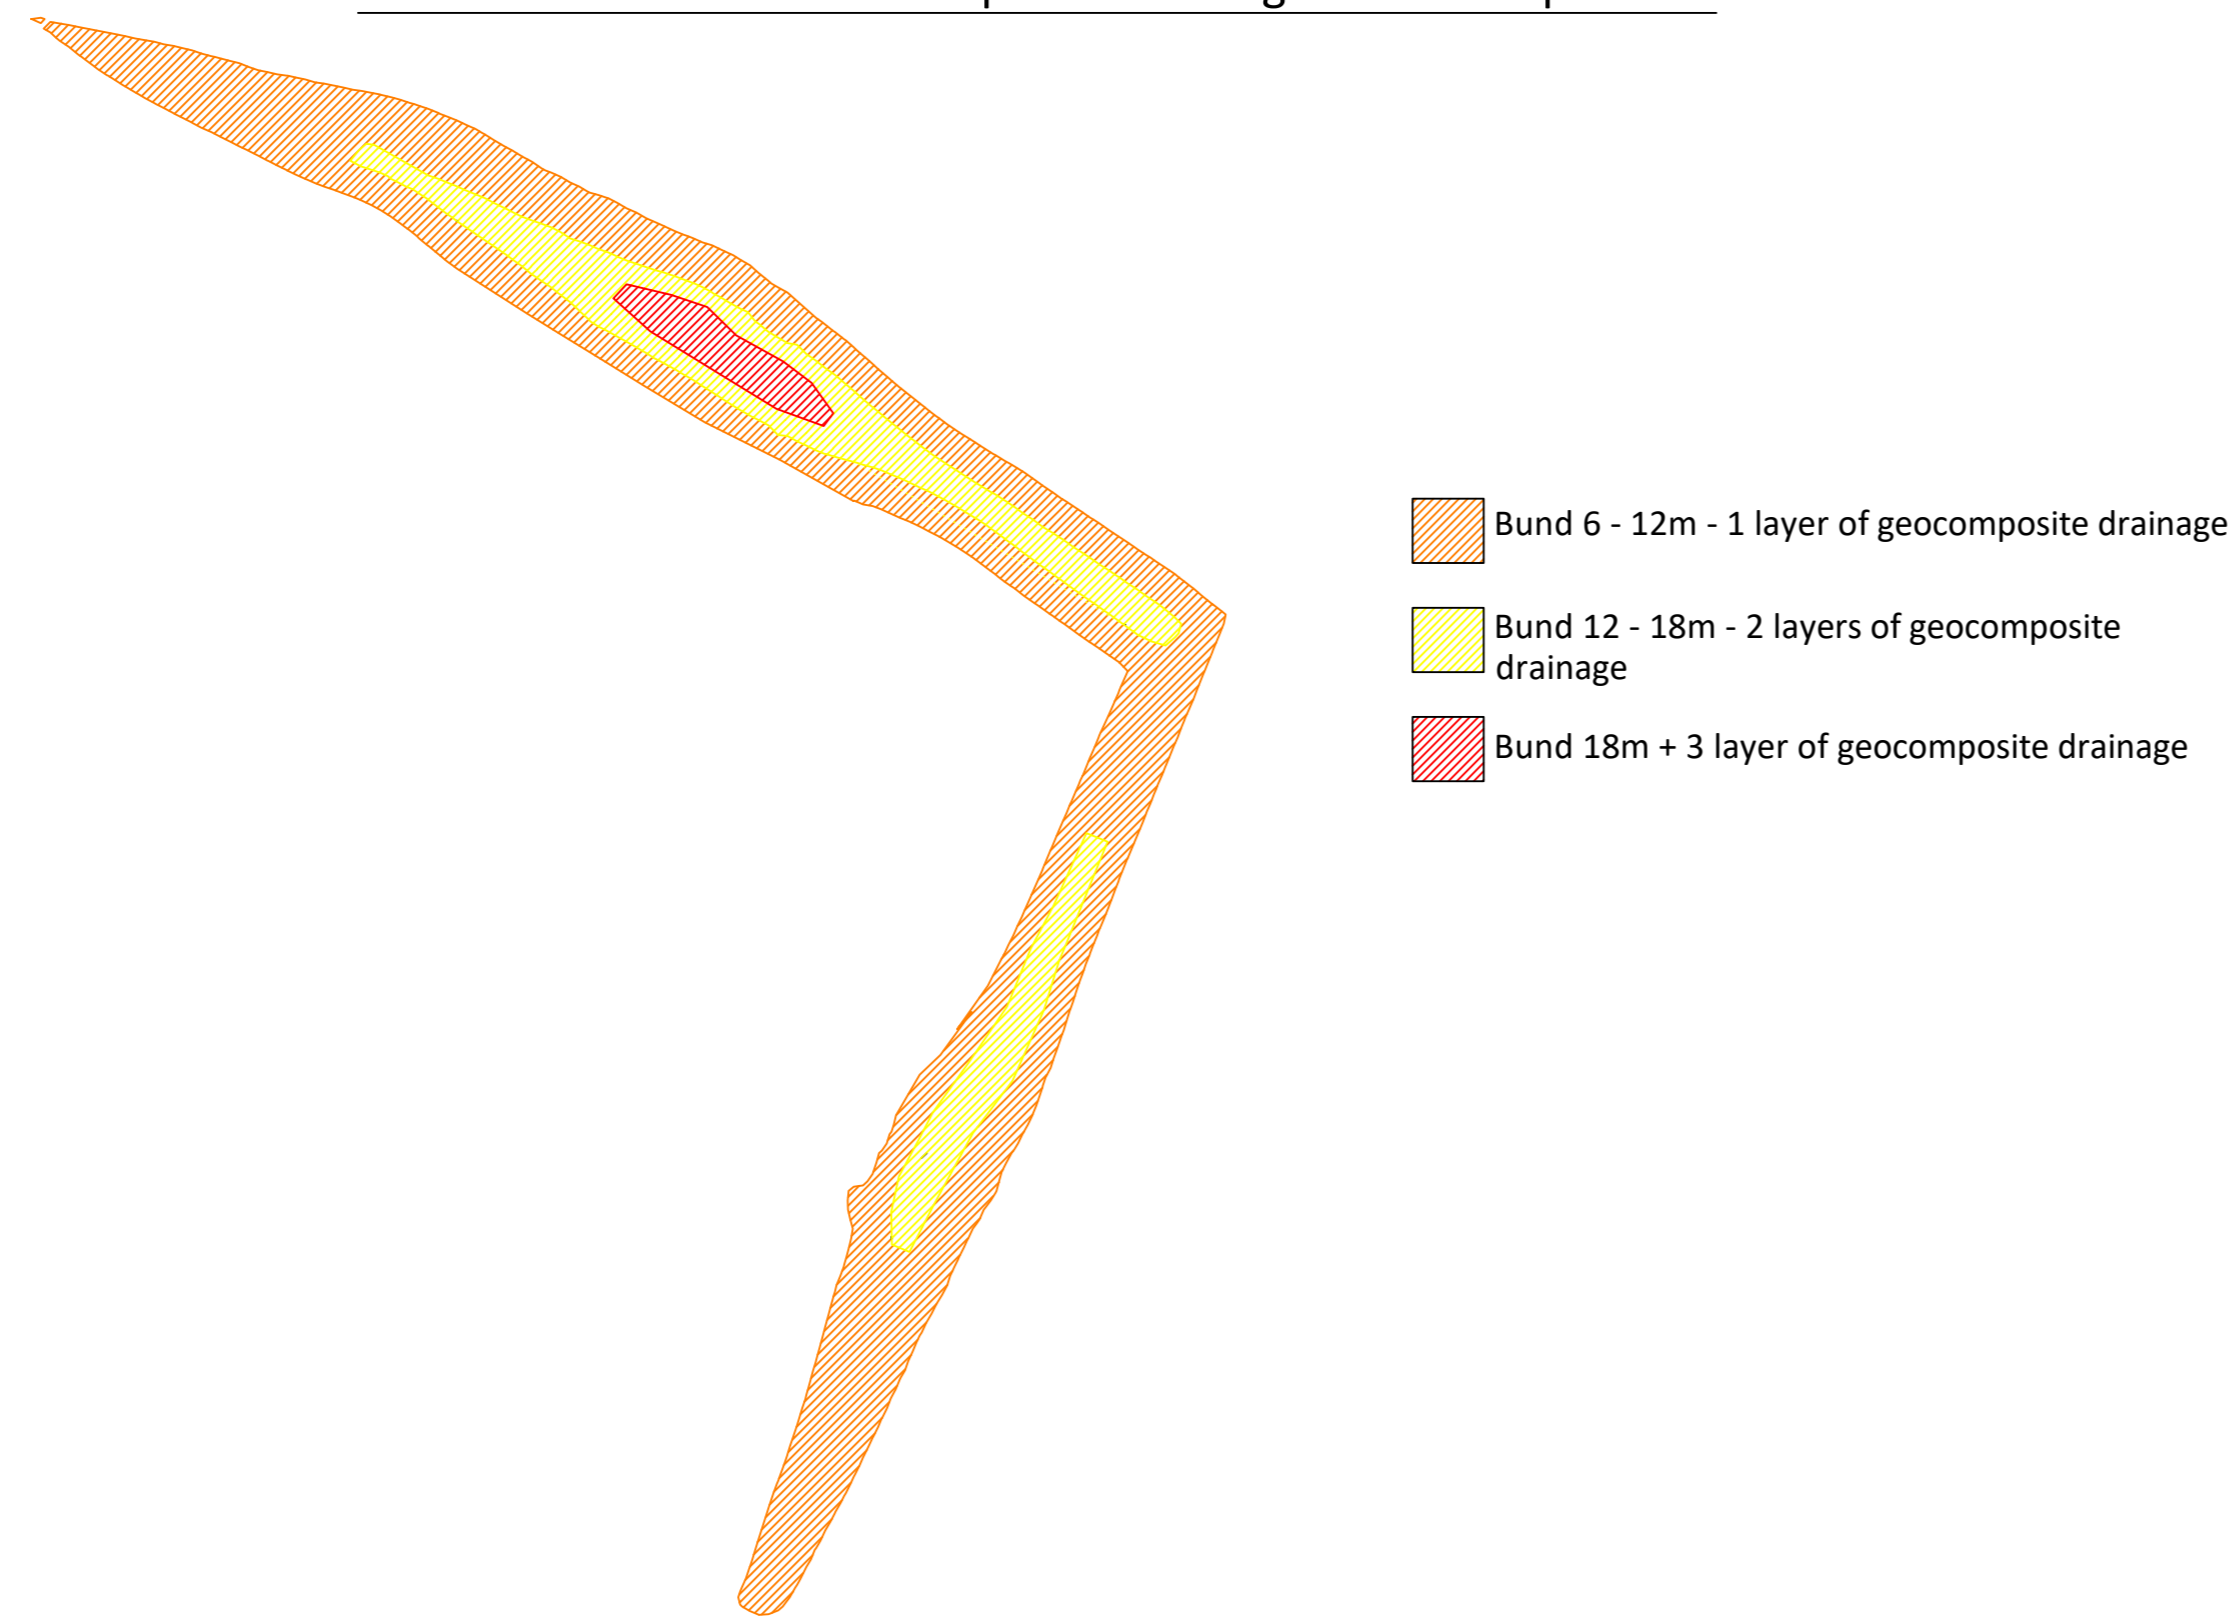 Bund 6 - 12m - 1 layer of geocomposite drainage
Bund 12 - 18m - 2 layers of geocomposite
drainage
Bund 18m + 3 layer of geocomposite drainage